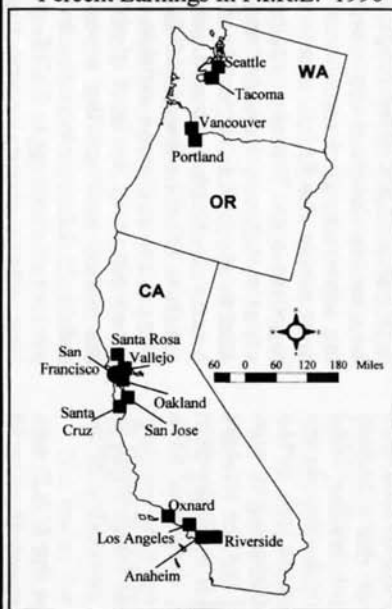 Percent Earnings in F.I.R.E. 1990
Seattle
WA
Tacoma
Vancouver
Portland
OR
CA
Santa Rosa
San
Francisco
Vallejo
60 0 60 120 180 Miles
Oakland
Santa
Cruz
San Jose
Oxnard
Los Angeles
Riverside
Anaheim